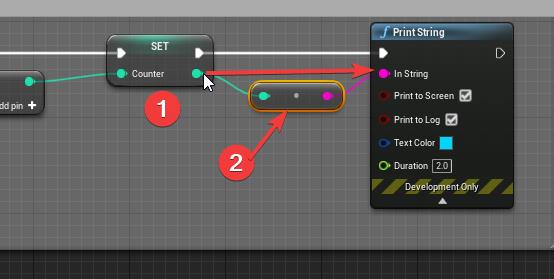 Print String
SET
Counter
In String
Print to Screen
dd pin +
1
Print to Log
2
Text Color
Duration 2.0
Development Only